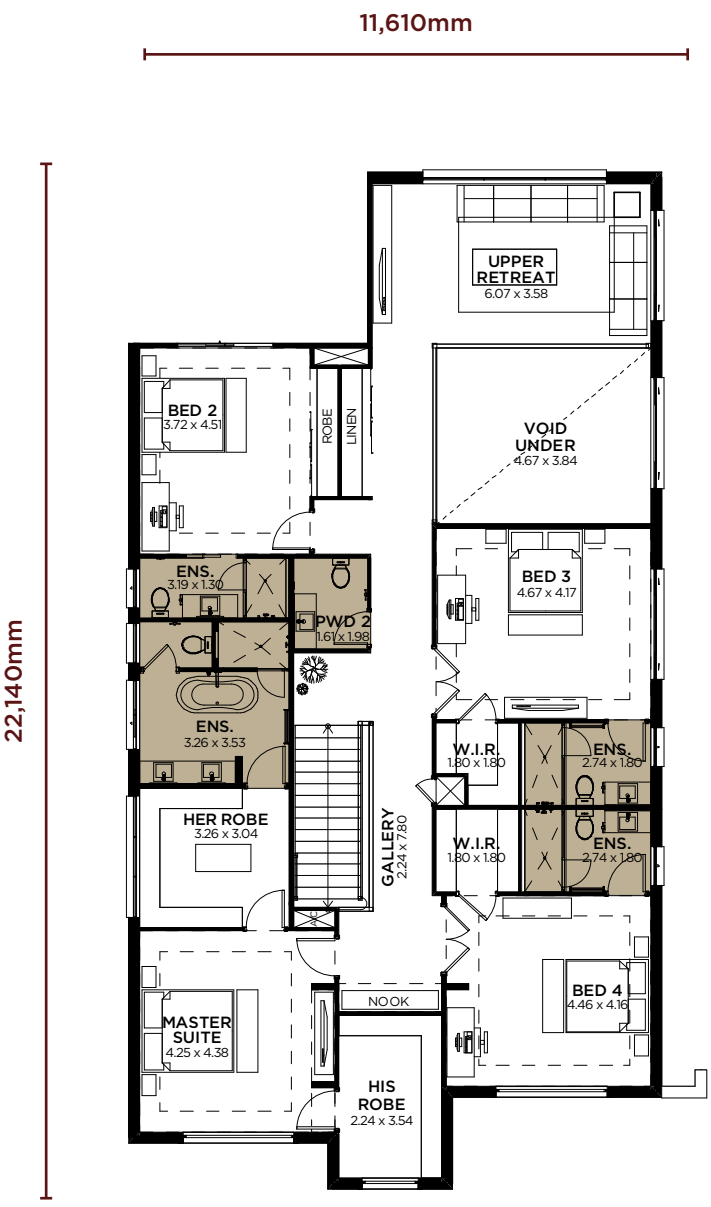 11,610mm
22,140mm
UPPER
RETREAT
6.07 x 3.58
BED 2
3.72 x 4.51
ROBE
LINEN
VOID
UNDER
4.67 x 3.84
ENS.
3.19 x 1.30
PWD 2
1.61 x 1.98
BED 3
4.67 x 4.17
ENS.
3.26 x 3.53
W.I.R.
1.80 x 1.80
ENS.
2.74 x 1.80
HER ROBE
3.26 x 3.04
GALLERY
2.24 x 7.80
W.I.R.
1.80 x 1.80
ENS.
2.74 x 1.80
A/C
NOOK
MASTER
SUITE
4.25 x 4.38
BED 4
4.46 x 4.16
HIS
ROBE
2.24 x 3.54